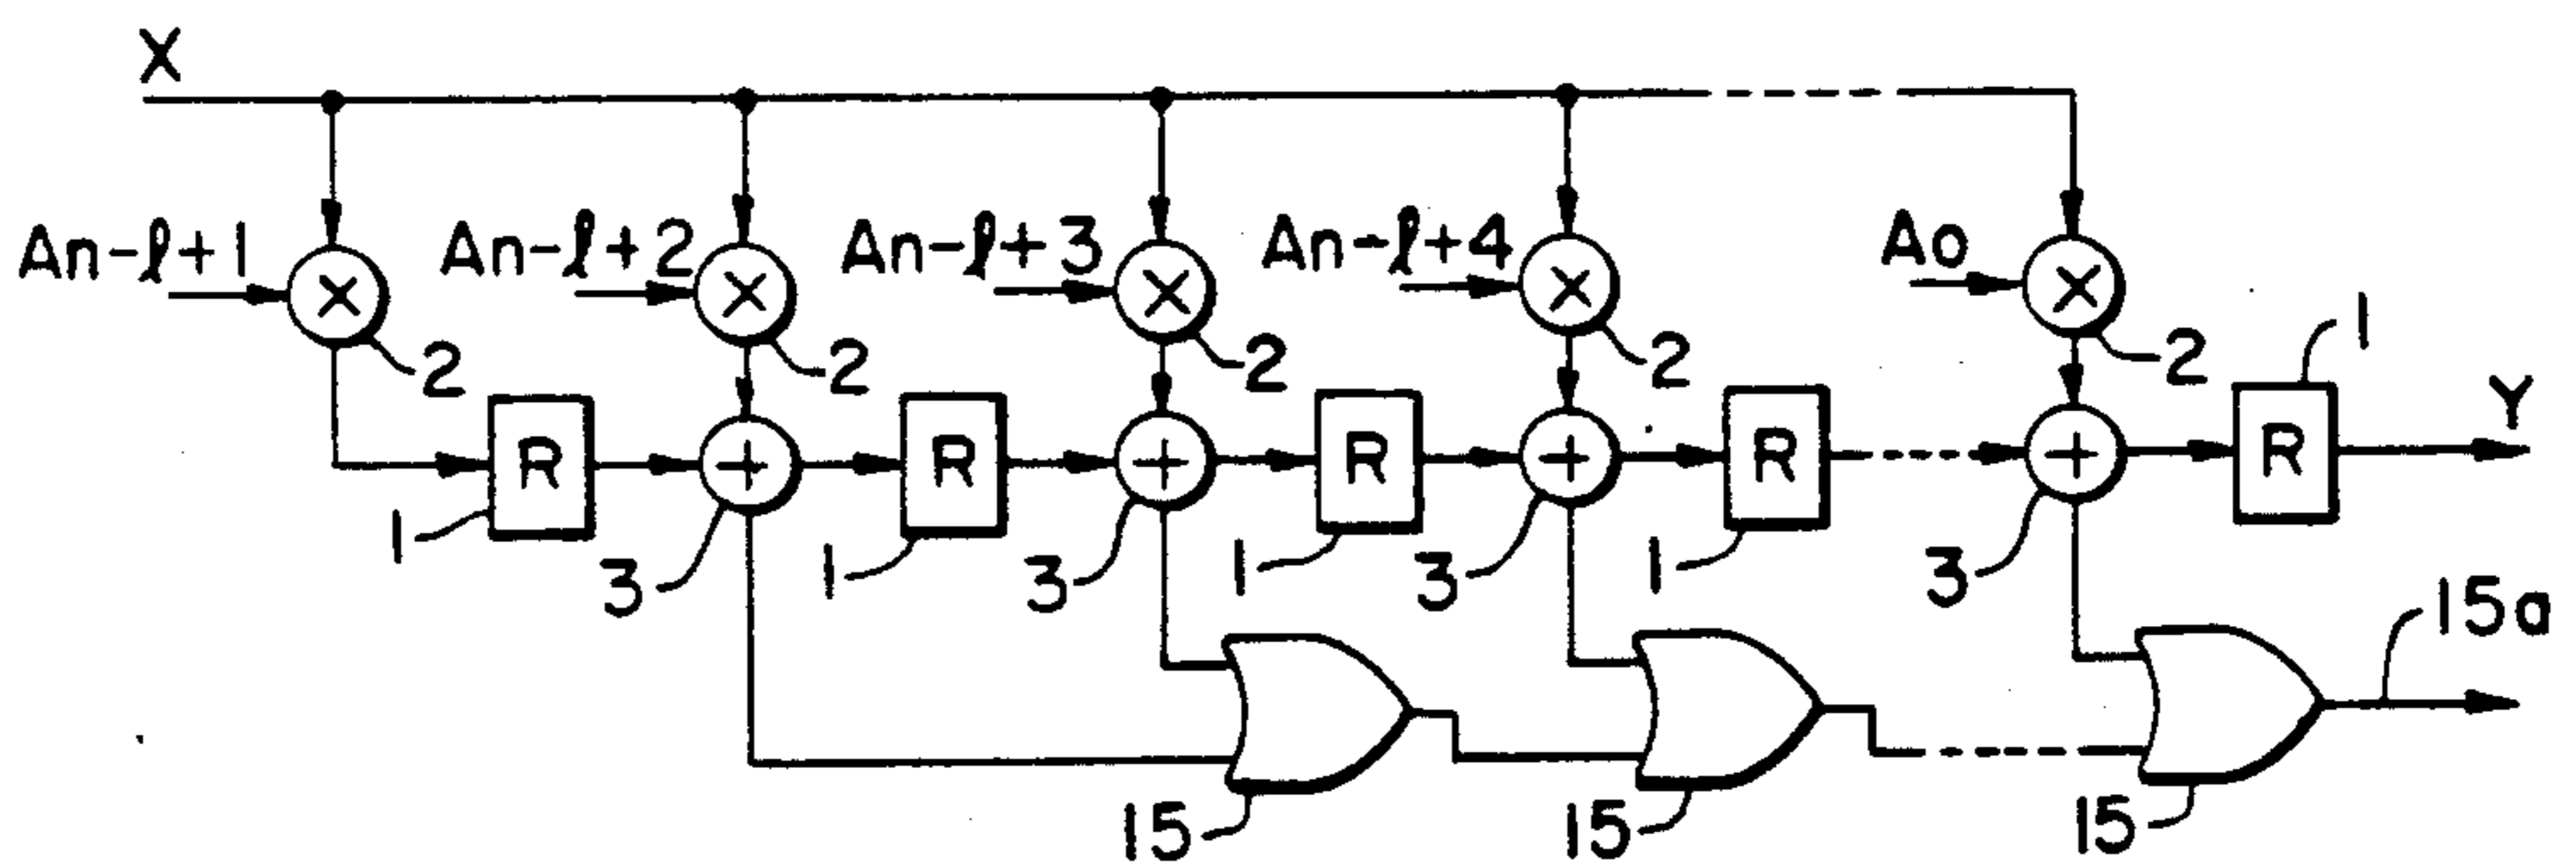 X
An-ℓ+1
An-ℓ+2
An-ℓ+3
An-ℓ+4
Ao
× × × × ×
2 2 2 2 2
1
R + R + R + R + R
Y
1 3 1 3 1 3 1 3
15a
15 15 15